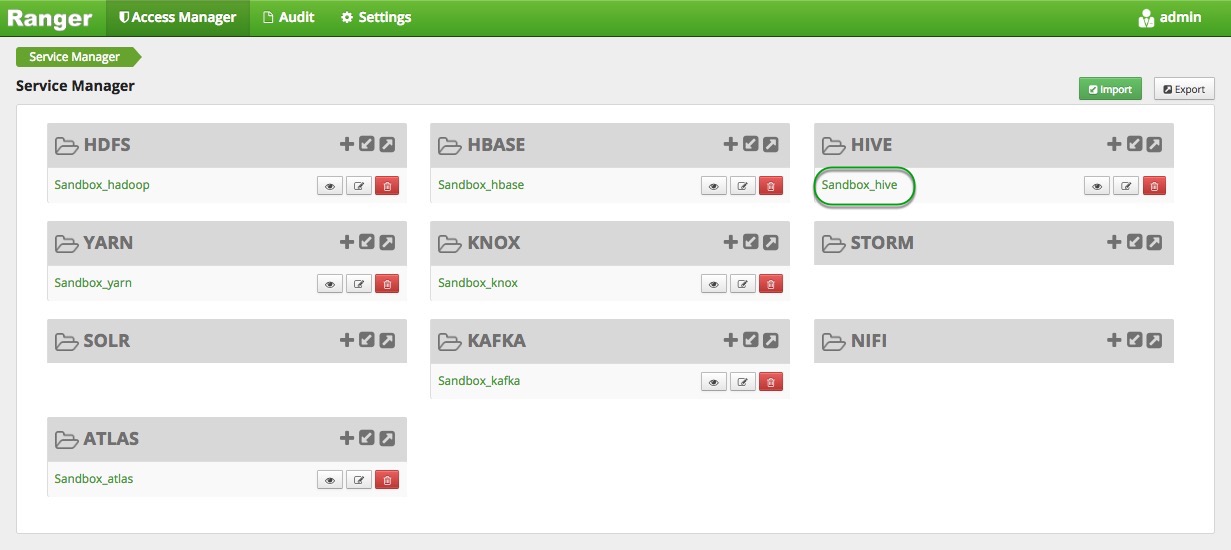 Ranger Access Manager Audit Settings admin
Service Manager
Service Manager
Import Export
HDFS HBASE HIVE
Sandbox_hadoop Sandbox_hbase Sandbox_hive
YARN KNOX STORM
Sandbox_yarn Sandbox_knox
SOLR KAFKA NIFI
Sandbox_kafka
ATLAS
Sandbox_atlas